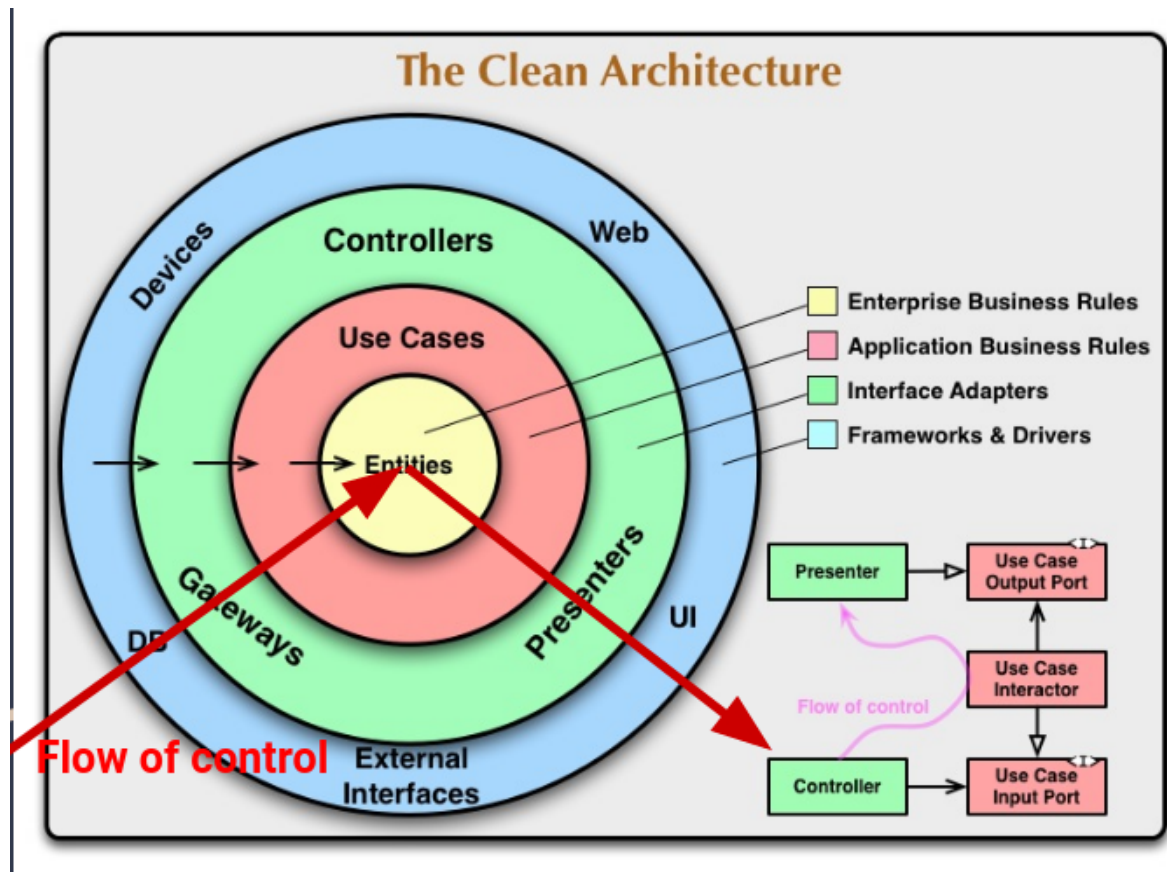 The Clean Architecture
Devices
Web
Controllers
Use Cases
Entities
Gateways
Presenters
DB
UI
External
Interfaces
Enterprise Business Rules
Application Business Rules
Interface Adapters
Frameworks & Drivers
Flow of control
Presenter
Use Case
Output Port
<I>
Use Case
Interactor
Flow of control
Controller
Use Case
Input Port
<I>